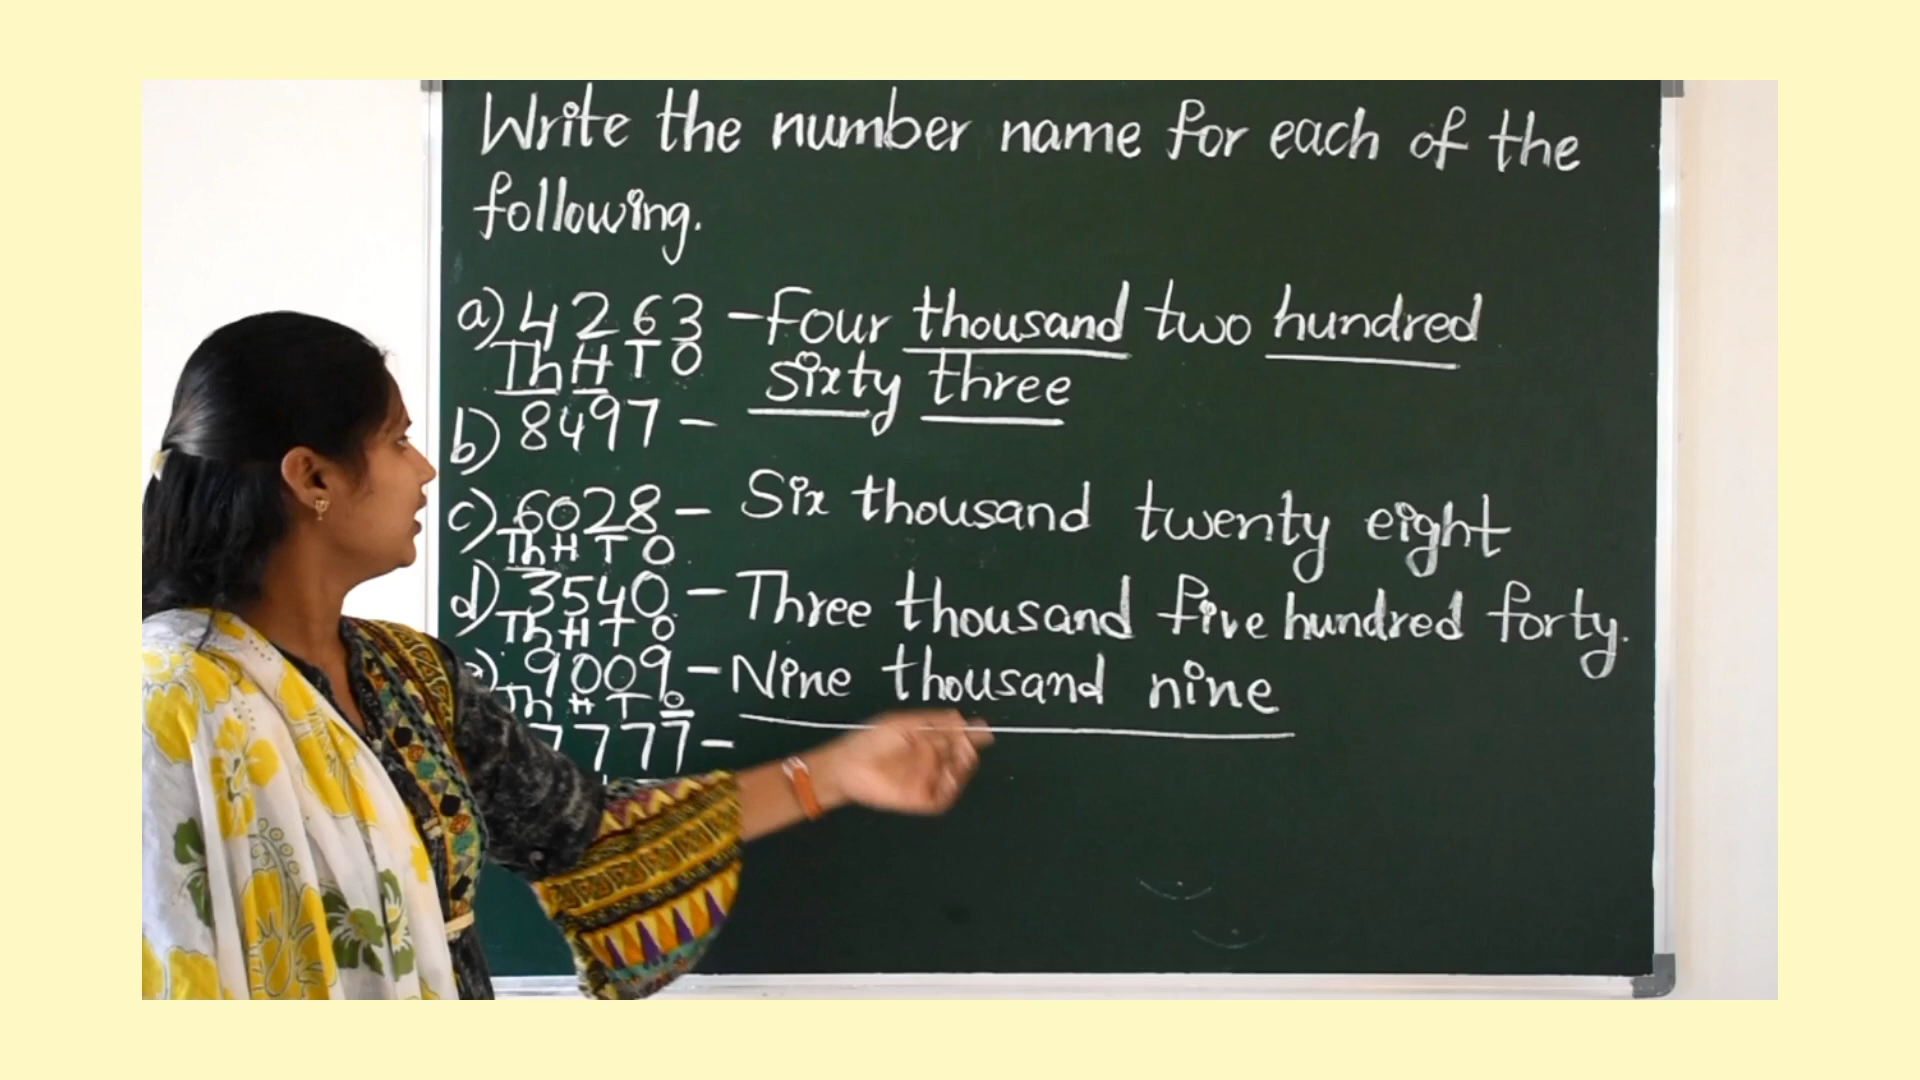 Write the number name for each of the
following.
a) 4263 – Four thousand two hundred
Th H T O
sixty three
b) 8497 –
c) 6028 – Six thousand twenty eight
Th H T O
d) 3540 – Three thousand five hundred forty.
Th H T O
9009 – Nine thousand nine
Th H T O
7777 –